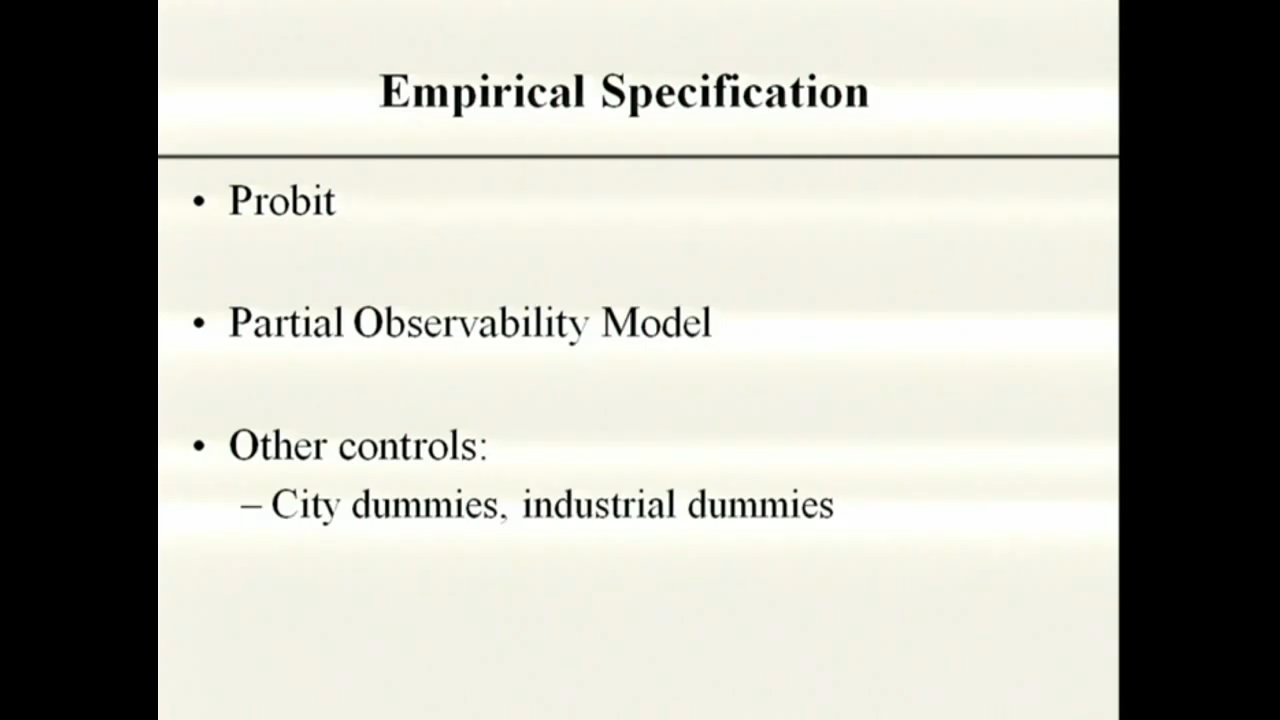 Empirical Specification
• Probit
• Partial Observability Model
• Other controls:
– City dummies, industrial dummies